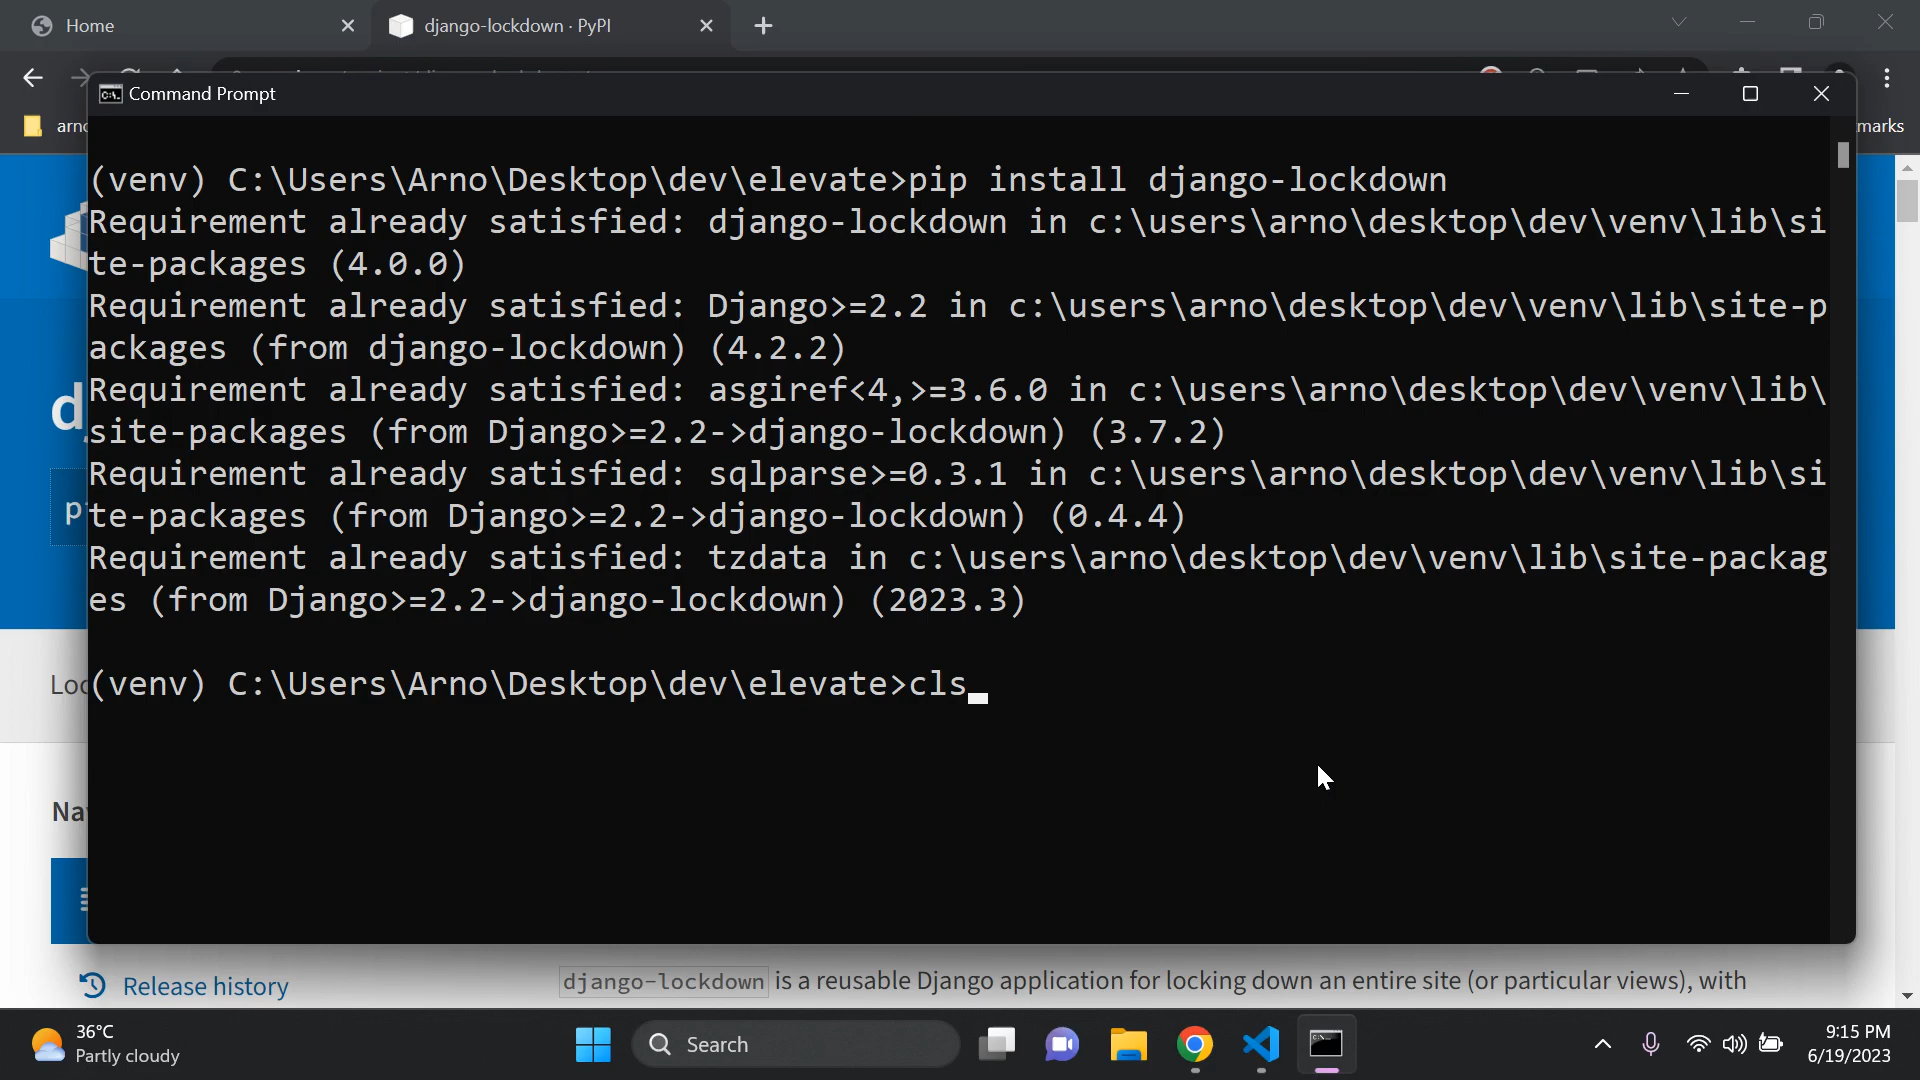 Home
django-lockdown · PyPI
Command Prompt
marks
(venv) C:\Users\Arno\Desktop\dev\elevate>pip install django-lockdown
Requirement already satisfied: django-lockdown in c:\users\arno\desktop\dev\venv\lib\si
te-packages (4.0.0)
Requirement already satisfied: Django>=2.2 in c:\users\arno\desktop\dev\venv\lib\site-p
ackages (from django-lockdown) (4.2.2)
Requirement already satisfied: asgiref<4,>=3.6.0 in c:\users\arno\desktop\dev\venv\lib\
site-packages (from Django>=2.2->django-lockdown) (3.7.2)
Requirement already satisfied: sqlparse>=0.3.1 in c:\users\arno\desktop\dev\venv\lib\si
te-packages (from Django>=2.2->django-lockdown) (0.4.4)
Requirement already satisfied: tzdata in c:\users\arno\desktop\dev\venv\lib\site-packag
es (from Django>=2.2->django-lockdown) (2023.3)
(venv) C:\Users\Arno\Desktop\dev\elevate>cls
Release history
django-lockdown is a reusable Django application for locking down an entire site (or particular views), with
36°C
Partly cloudy
Search
9:15 PM
6/19/2023